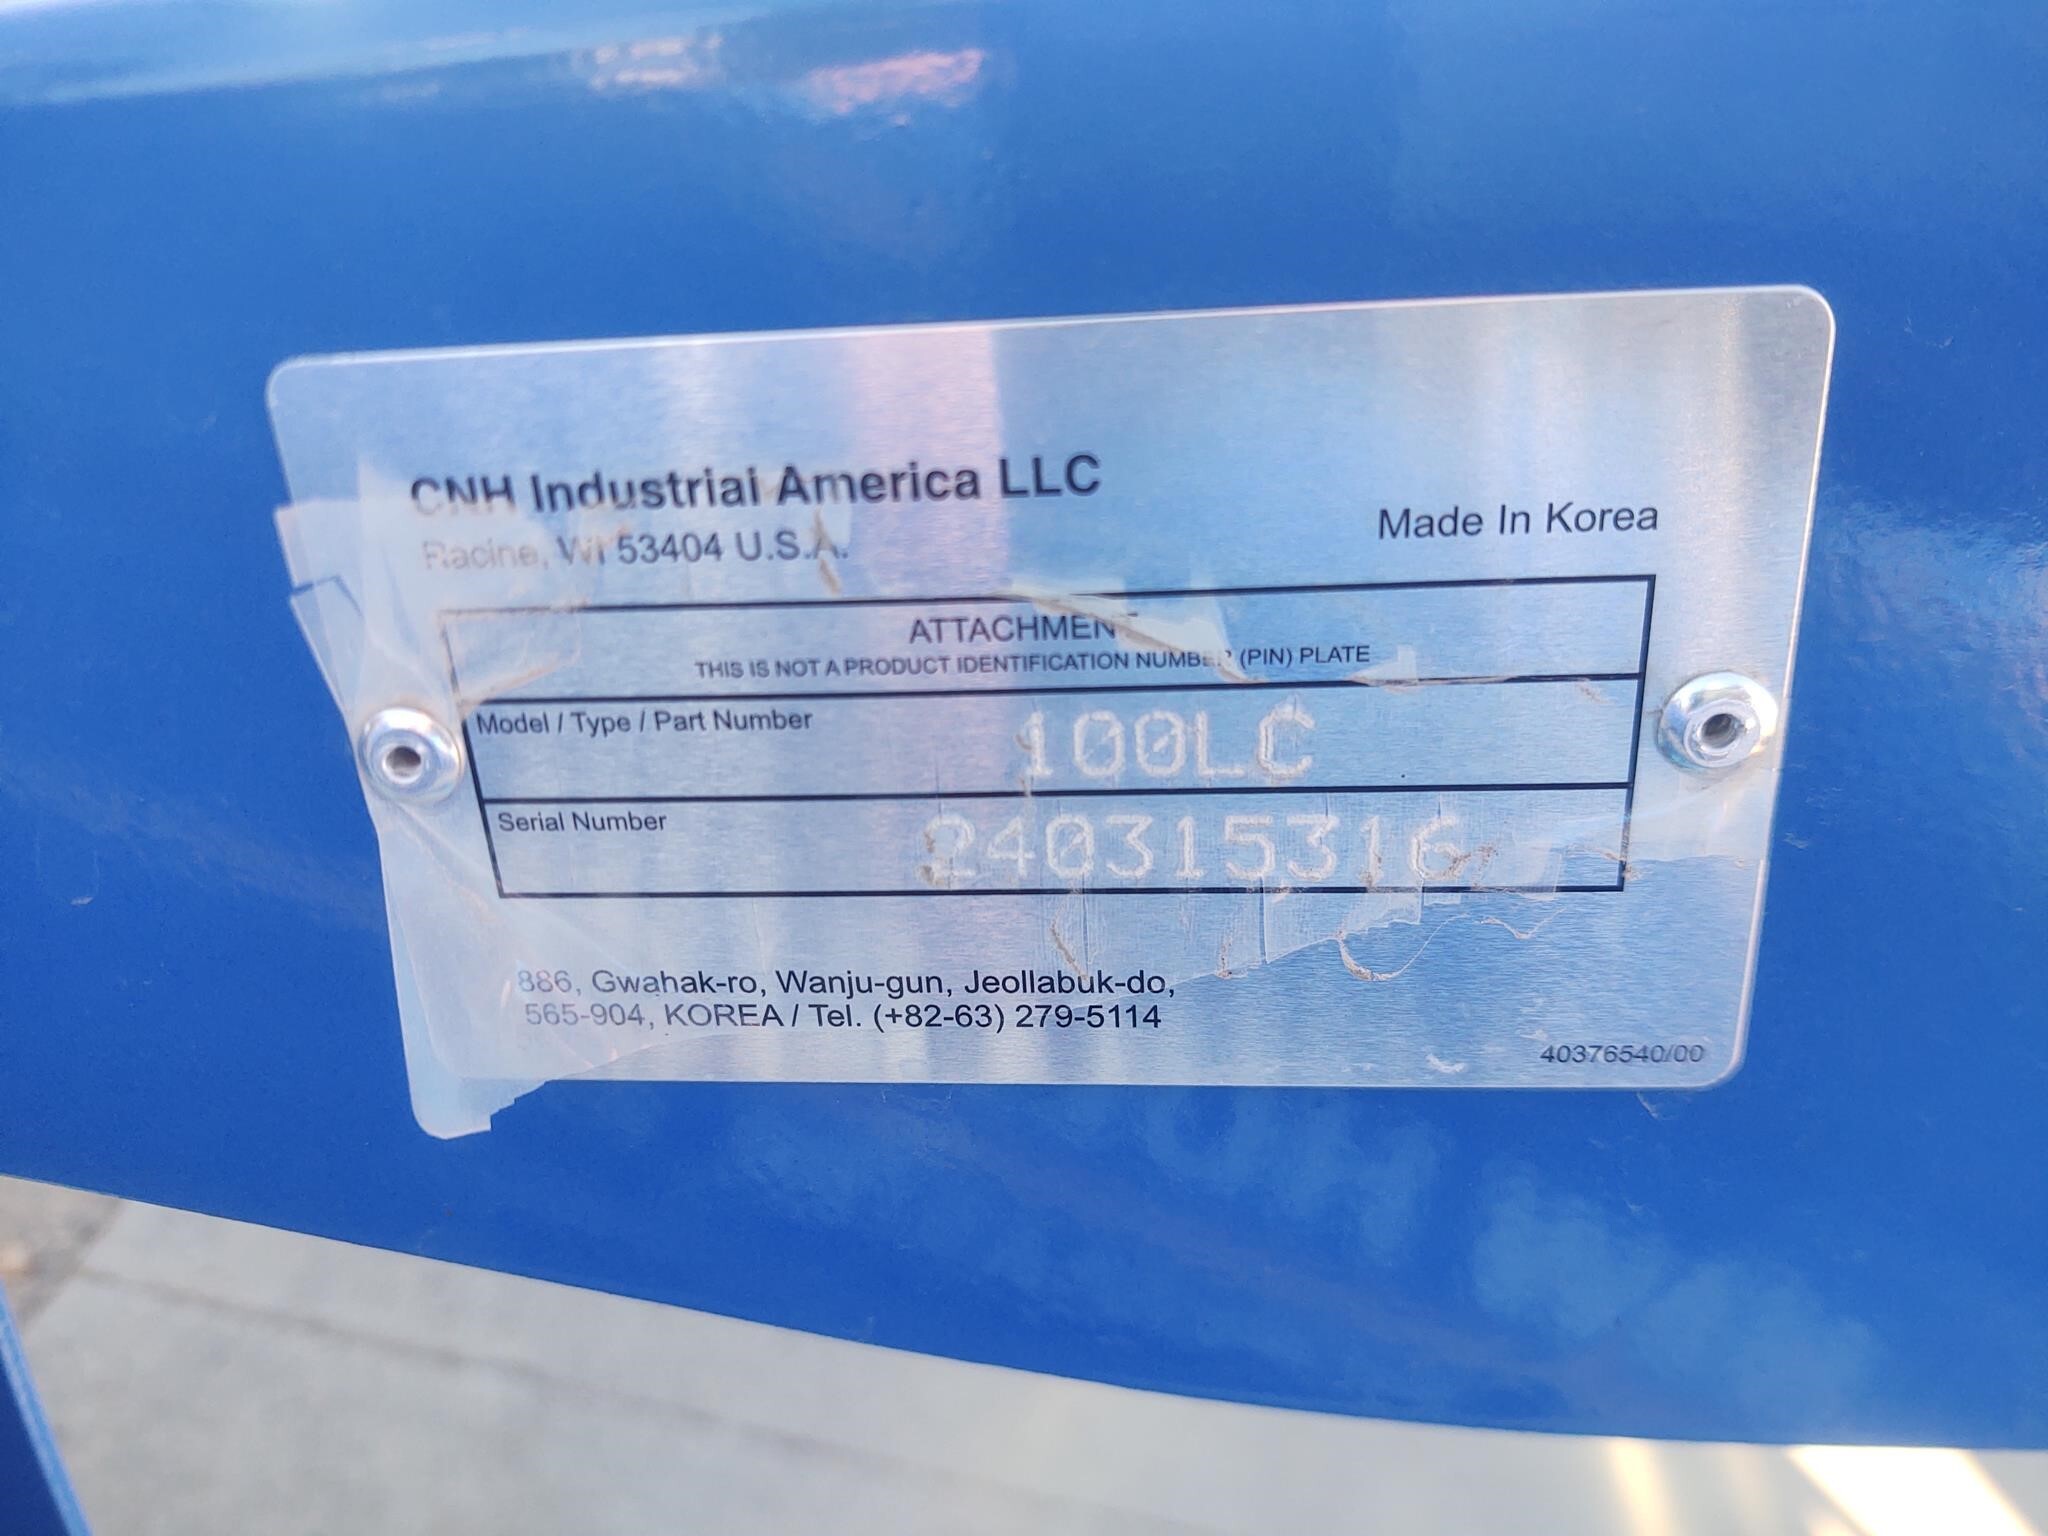 CNH Industrial America LLC
Racine, WI 53404 U.S.A.
Made In Korea
ATTACHMENT
THIS IS NOT A PRODUCT IDENTIFICATION NUMBER (PIN) PLATE
Model / Type / Part Number 100LC
Serial Number 240315316
886, Gwahak-ro, Wanju-gun, Jeollabuk-do,
565-904, KOREA / Tel. (+82-63) 279-5114
40376540/00